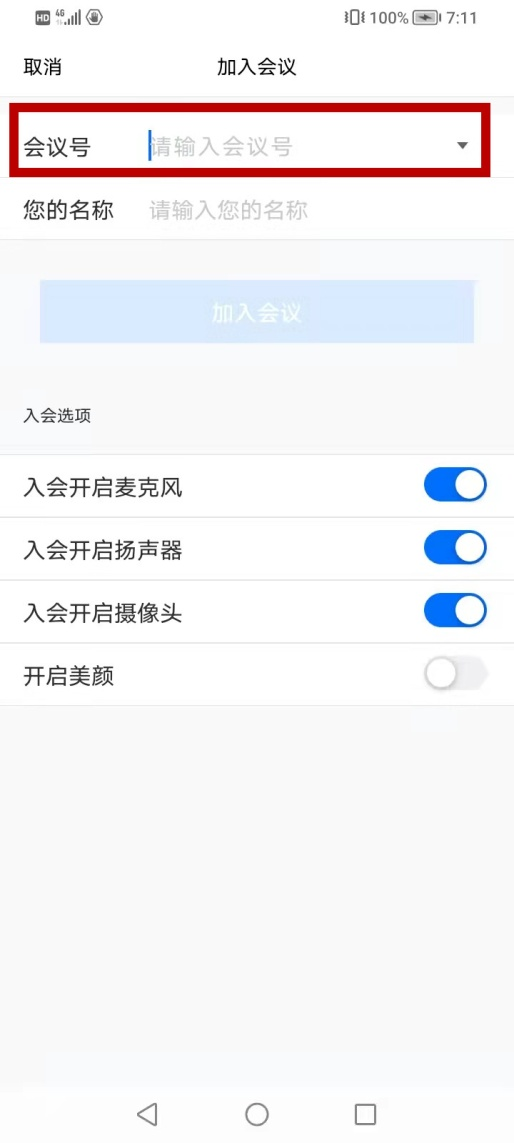 HD 4G 100% 7:11
取消 加入会议
会议号 请输入会议号
您的名称 请输入您的名称
加入会议
入会选项
入会开启麦克风
入会开启扬声器
入会开启摄像头
开启美颜